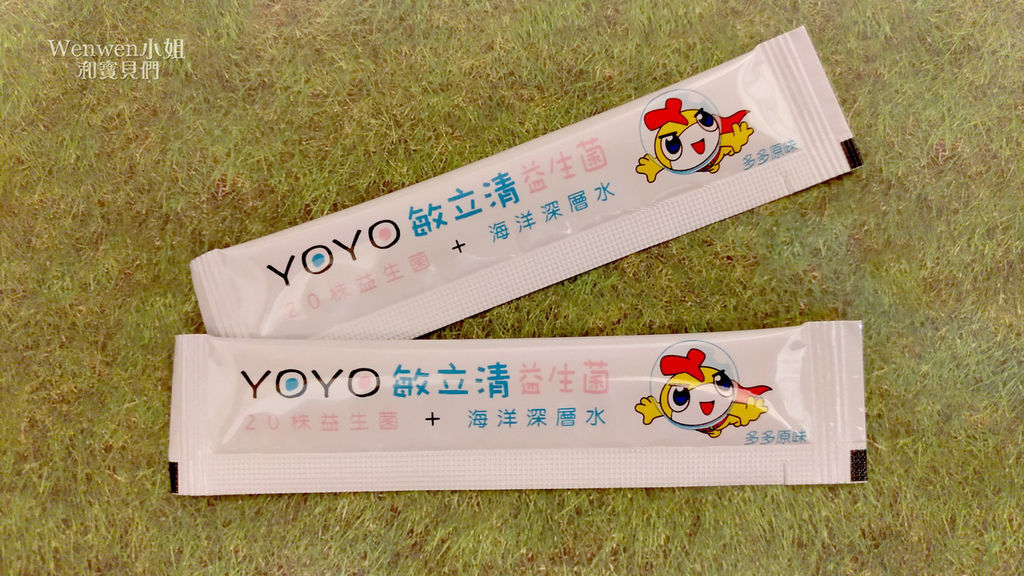 Wenwen小姐
和寶貝們
YOYO敏立清益生菌
20株益生菌 + 海洋深層水
多多原味
YOYO敏立清益生菌
20株益生菌 + 海洋深層水
多多原味